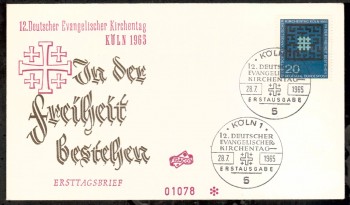 12.Deutscher Evangelischer Kirchentag
KÖLN 1965
In der
Freiheit
bestehen
ERSTTAGSBRIEF
01078
20
KÖLN 1
12. DEUTSCHER
EVANGELISCHER
KIRCHENTAG
28.7. 1965
ERSTAUSGABE
5
KÖLN 1
12. DEUTSCHER
EVANGELISCHER
KIRCHENTAG
28.7. 1965
ERSTAUSGABE
5